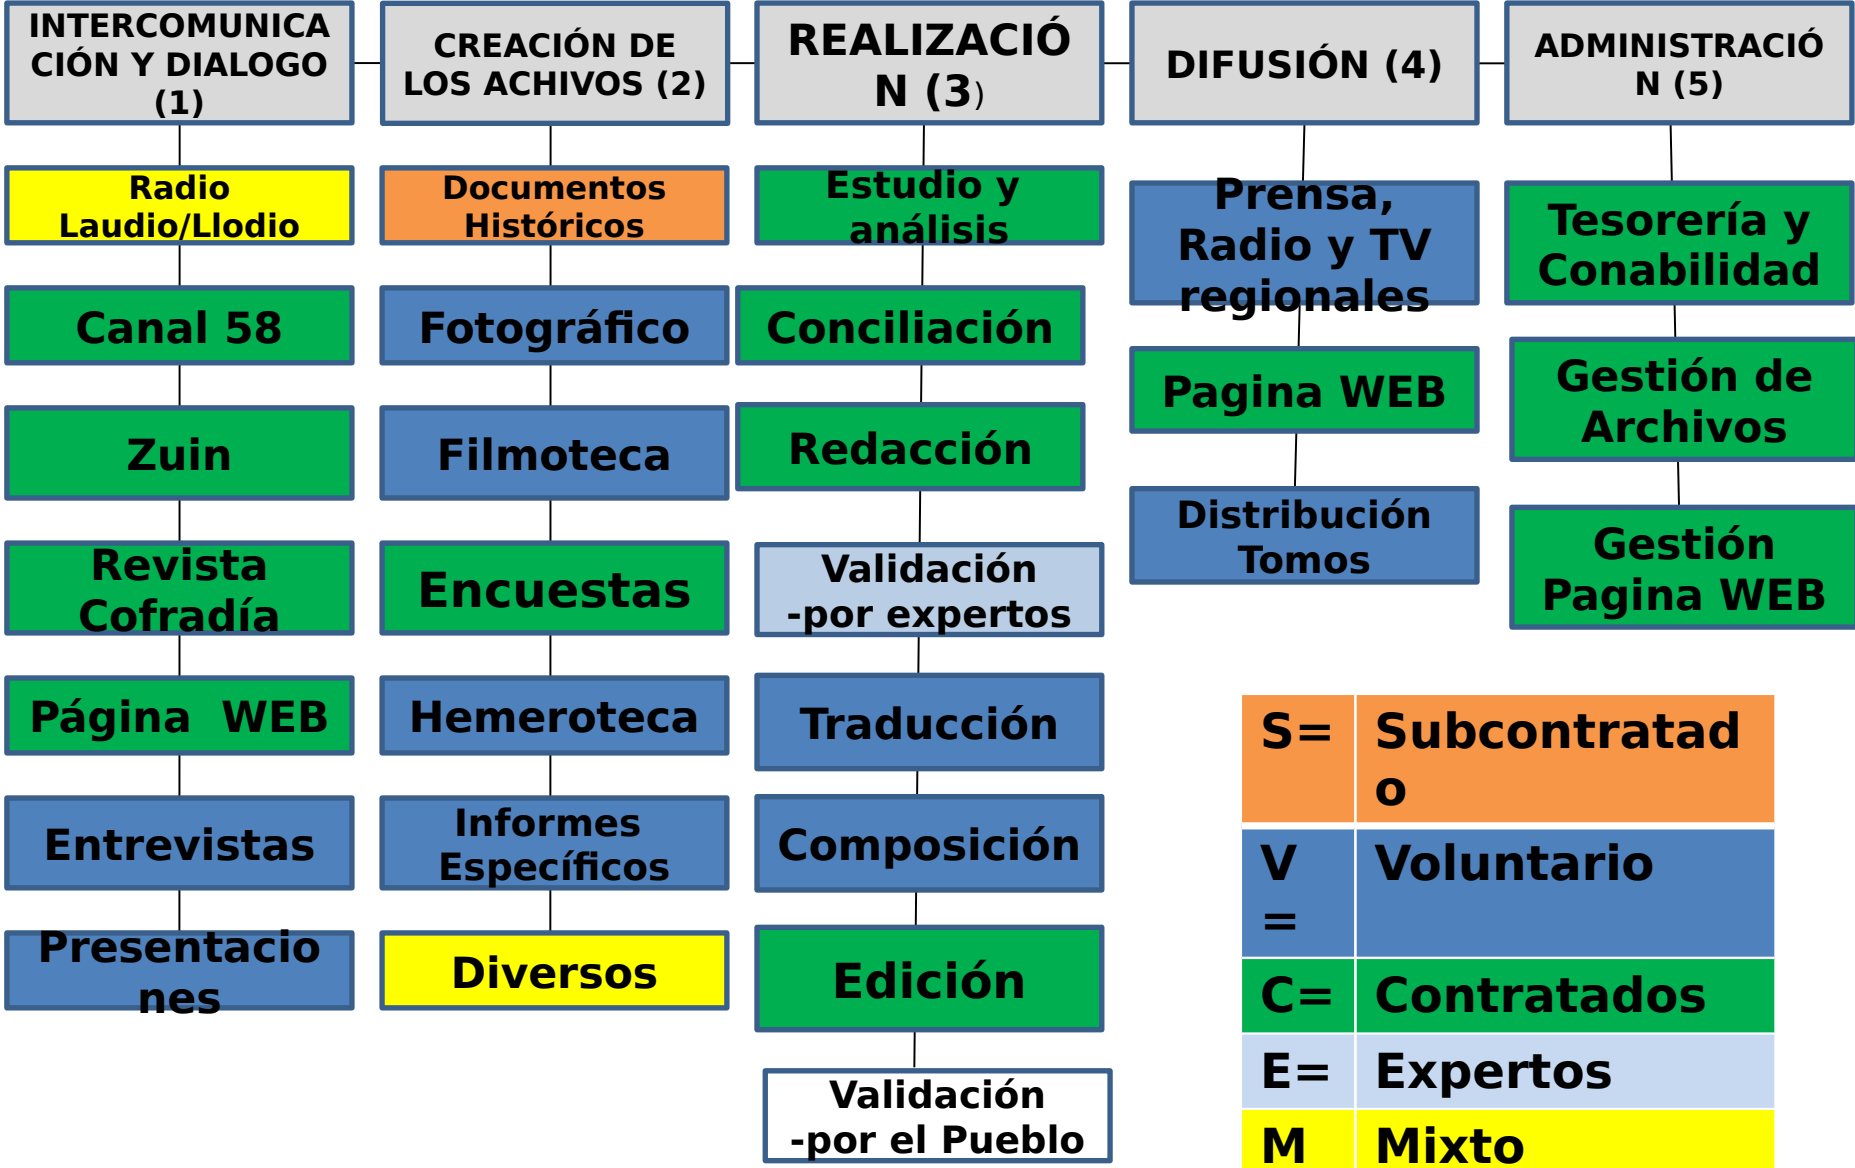 INTERCOMUNICA
CIÓN Y DIALOGO
(1)
CREACIÓN DE
LOS ACHIVOS (2)
REALIZACIÓ
N (3)
DIFUSIÓN (4)
ADMINISTRACIÓ
N (5)
Radio
Laudio/Llodio
Canal 58
Zuin
Revista
Cofradía
Página WEB
Entrevistas
Presentacio
nes
Documentos
Históricos
Fotográfico
Filmoteca
Encuestas
Hemeroteca
Informes
Específicos
Diversos
Estudio y
análisis
Conciliación
Redacción
Validación
-por expertos
Traducción
Composición
Edición
Validación
-por el Pueblo
Prensa,
Radio y TV
regionales
Pagina WEB
Distribución
Tomos
Tesorería y
Conabilidad
Gestión de
Archivos
Gestión
Pagina WEB
S= Subcontratad
o
V Voluntario
=
C= Contratados
E= Expertos
M Mixto